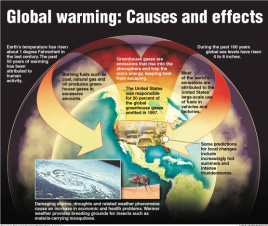 Global warming: Causes and effects
Earth's temperature has risen
about 1 degree Fahrenheit in
the last century. The past
50 years of warming
has been
attributed to
human
activity.
Burning fuels such as
coal, natural gas and
oil produces green-
house gases in
excessive amounts.
Greenhouse gases are
emissions that rise into the
atmosphere and trap the
sun's energy, keeping heat
from escaping.
During the past 100 years
global sea levels have risen
4 to 8 inches.
The United States
was responsible
for 20 percent of
the global
greenhouse gases
emitted in 1997.
Most of
the world's
emissions are
attributed to the
United States'
large-scale use
of fuels in
vehicles and
factories.
Some predictions
for local changes
include
increasingly hot
summers and
intense
thunderstorms.
Damaging storms, droughts and related weather phenomena
cause an increase in economic and health problems. Warmer
weather provides breeding grounds for insects such as
malaria-carrying mosquitoes.